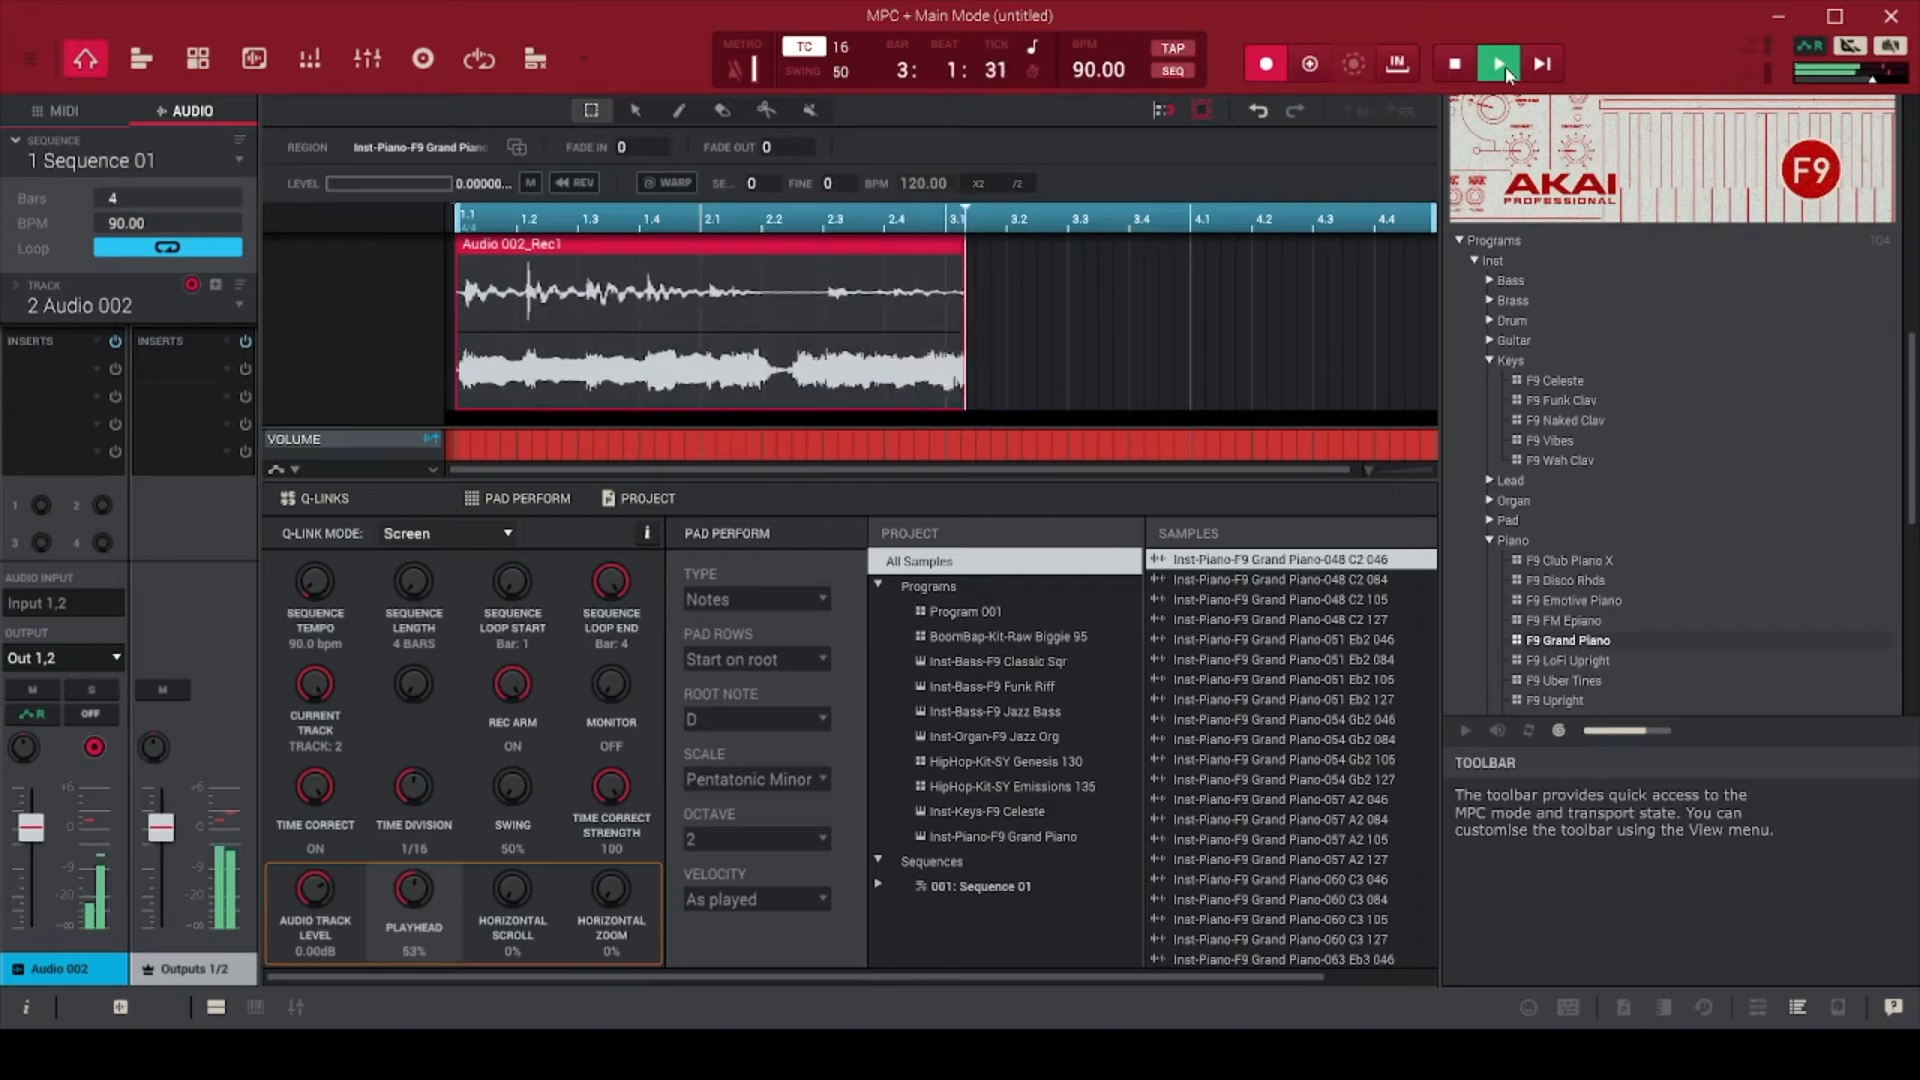 MPC + Main Mode (untitled)
METRO
TC 16
SWING 50
BAR BEAT TICK
3: 1: 31
BPM
90.00
TAP
SEQ
IN
R
MIDI
AUDIO
SEQUENCE
1 Sequence 01
Bars 4
BPM 90.00
Loop
TRACK
2 Audio 002
INSERTS
INSERTS
1 2
3 4
AUDIO INPUT
Input 1,2
OUTPUT
Out 1,2
M S
M
R OFF
+6
0
-9
-20
-∞
+6
0
-9
-20
-∞
Audio 002
Outputs 1/2
REGION
FADE IN 0
FADE OUT 0
LEVEL 0.00000... M REV
WARP
SE... 0
FINE 0
BPM 120.00
X2 /2
1.1 1.2 1.3 1.4 2.1 2.2 2.3 2.4 3.1 3.2 3.3 3.4 4.1 4.2 4.3 4.4
4/4
Audio 002_Rec1
VOLUME
Q-LINKS
PAD PERFORM
PROJECT
Q-LINK MODE: Screen
i
SEQUENCE TEMPO
90.0 bpm
SEQUENCE LENGTH
4 BARS
SEQUENCE LOOP START
Bar: 1
SEQUENCE LOOP END
Bar: 4
CURRENT TRACK
TRACK: 2
REC ARM
ON
MONITOR
OFF
TIME CORRECT
ON
TIME DIVISION
1/16
SWING
50%
TIME CORRECT STRENGTH
100
AUDIO TRACK LEVEL
0.00dB
PLAYHEAD
53%
HORIZONTAL SCROLL
0%
HORIZONTAL ZOOM
0%
PAD PERFORM
TYPE
Notes
PAD ROWS
Start on root
ROOT NOTE
D
SCALE
Pentatonic Minor
OCTAVE
2
VELOCITY
As played
PROJECT
All Samples
Programs
Program 001
BoomBap-Kit-Raw Biggie 95
Inst-Bass-F9 Classic Sqr
Inst-Bass-F9 Funk Riff
Inst-Bass-F9 Jazz Bass
Inst-Organ-F9 Jazz Org
HipHop-Kit-SY Genesis 130
HipHop-Kit-SY Emissions 135
Inst-Keys-F9 Celeste
Inst-Piano-F9 Grand Piano
Sequences
001: Sequence 01
SAMPLES
Inst-Piano-F9 Grand Piano-048 C2 046
Inst-Piano-F9 Grand Piano-048 C2 084
Inst-Piano-F9 Grand Piano-048 C2 105
Inst-Piano-F9 Grand Piano-048 C2 127
Inst-Piano-F9 Grand Piano-051 Eb2 046
Inst-Piano-F9 Grand Piano-051 Eb2 084
Inst-Piano-F9 Grand Piano-051 Eb2 105
Inst-Piano-F9 Grand Piano-051 Eb2 127
Inst-Piano-F9 Grand Piano-054 Gb2 046
Inst-Piano-F9 Grand Piano-054 Gb2 084
Inst-Piano-F9 Grand Piano-054 Gb2 105
Inst-Piano-F9 Grand Piano-054 Gb2 127
Inst-Piano-F9 Grand Piano-057 A2 046
Inst-Piano-F9 Grand Piano-057 A2 084
Inst-Piano-F9 Grand Piano-057 A2 105
Inst-Piano-F9 Grand Piano-057 A2 127
Inst-Piano-F9 Grand Piano-060 C3 046
Inst-Piano-F9 Grand Piano-060 C3 084
Inst-Piano-F9 Grand Piano-060 C3 105
Inst-Piano-F9 Grand Piano-060 C3 127
Inst-Piano-F9 Grand Piano-063 Eb3 046
AKAI
PROFESSIONAL
F9
Programs 104
Inst
Bass
Brass
Drum
Guitar
Keys
F9 Celeste
F9 Funk Clav
F9 Naked Clav
F9 Vibes
F9 Wah Clav
Lead
Organ
Pad
Piano
F9 Club Piano X
F9 Disco Rhds
F9 Emotive Piano
F9 FM Epiano
F9 Grand Piano
F9 LoFi Upright
F9 Uber Tines
F9 Upright
TOOLBAR
The toolbar provides quick access to the
MPC mode and transport state. You can
customise the toolbar using the View menu.
i